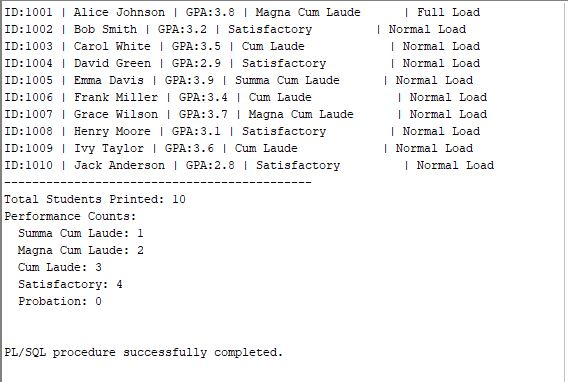 ID:1001 | Alice Johnson | GPA:3.8 | Magna Cum Laude      | Full Load
ID:1002 | Bob Smith | GPA:3.2 | Satisfactory         | Normal Load
ID:1003 | Carol White | GPA:3.5 | Cum Laude            | Normal Load
ID:1004 | David Green | GPA:2.9 | Satisfactory         | Normal Load
ID:1005 | Emma Davis | GPA:3.9 | Summa Cum Laude      | Normal Load
ID:1006 | Frank Miller | GPA:3.4 | Cum Laude            | Normal Load
ID:1007 | Grace Wilson | GPA:3.7 | Magna Cum Laude      | Normal Load
ID:1008 | Henry Moore | GPA:3.1 | Satisfactory         | Normal Load
ID:1009 | Ivy Taylor | GPA:3.6 | Cum Laude            | Normal Load
ID:1010 | Jack Anderson | GPA:2.8 | Satisfactory         | Normal Load
--------------------------------------------
Total Students Printed: 10
Performance Counts:
  Summa Cum Laude: 1
  Magna Cum Laude: 2
  Cum Laude: 3
  Satisfactory: 4
  Probation: 0
PL/SQL procedure successfully completed.